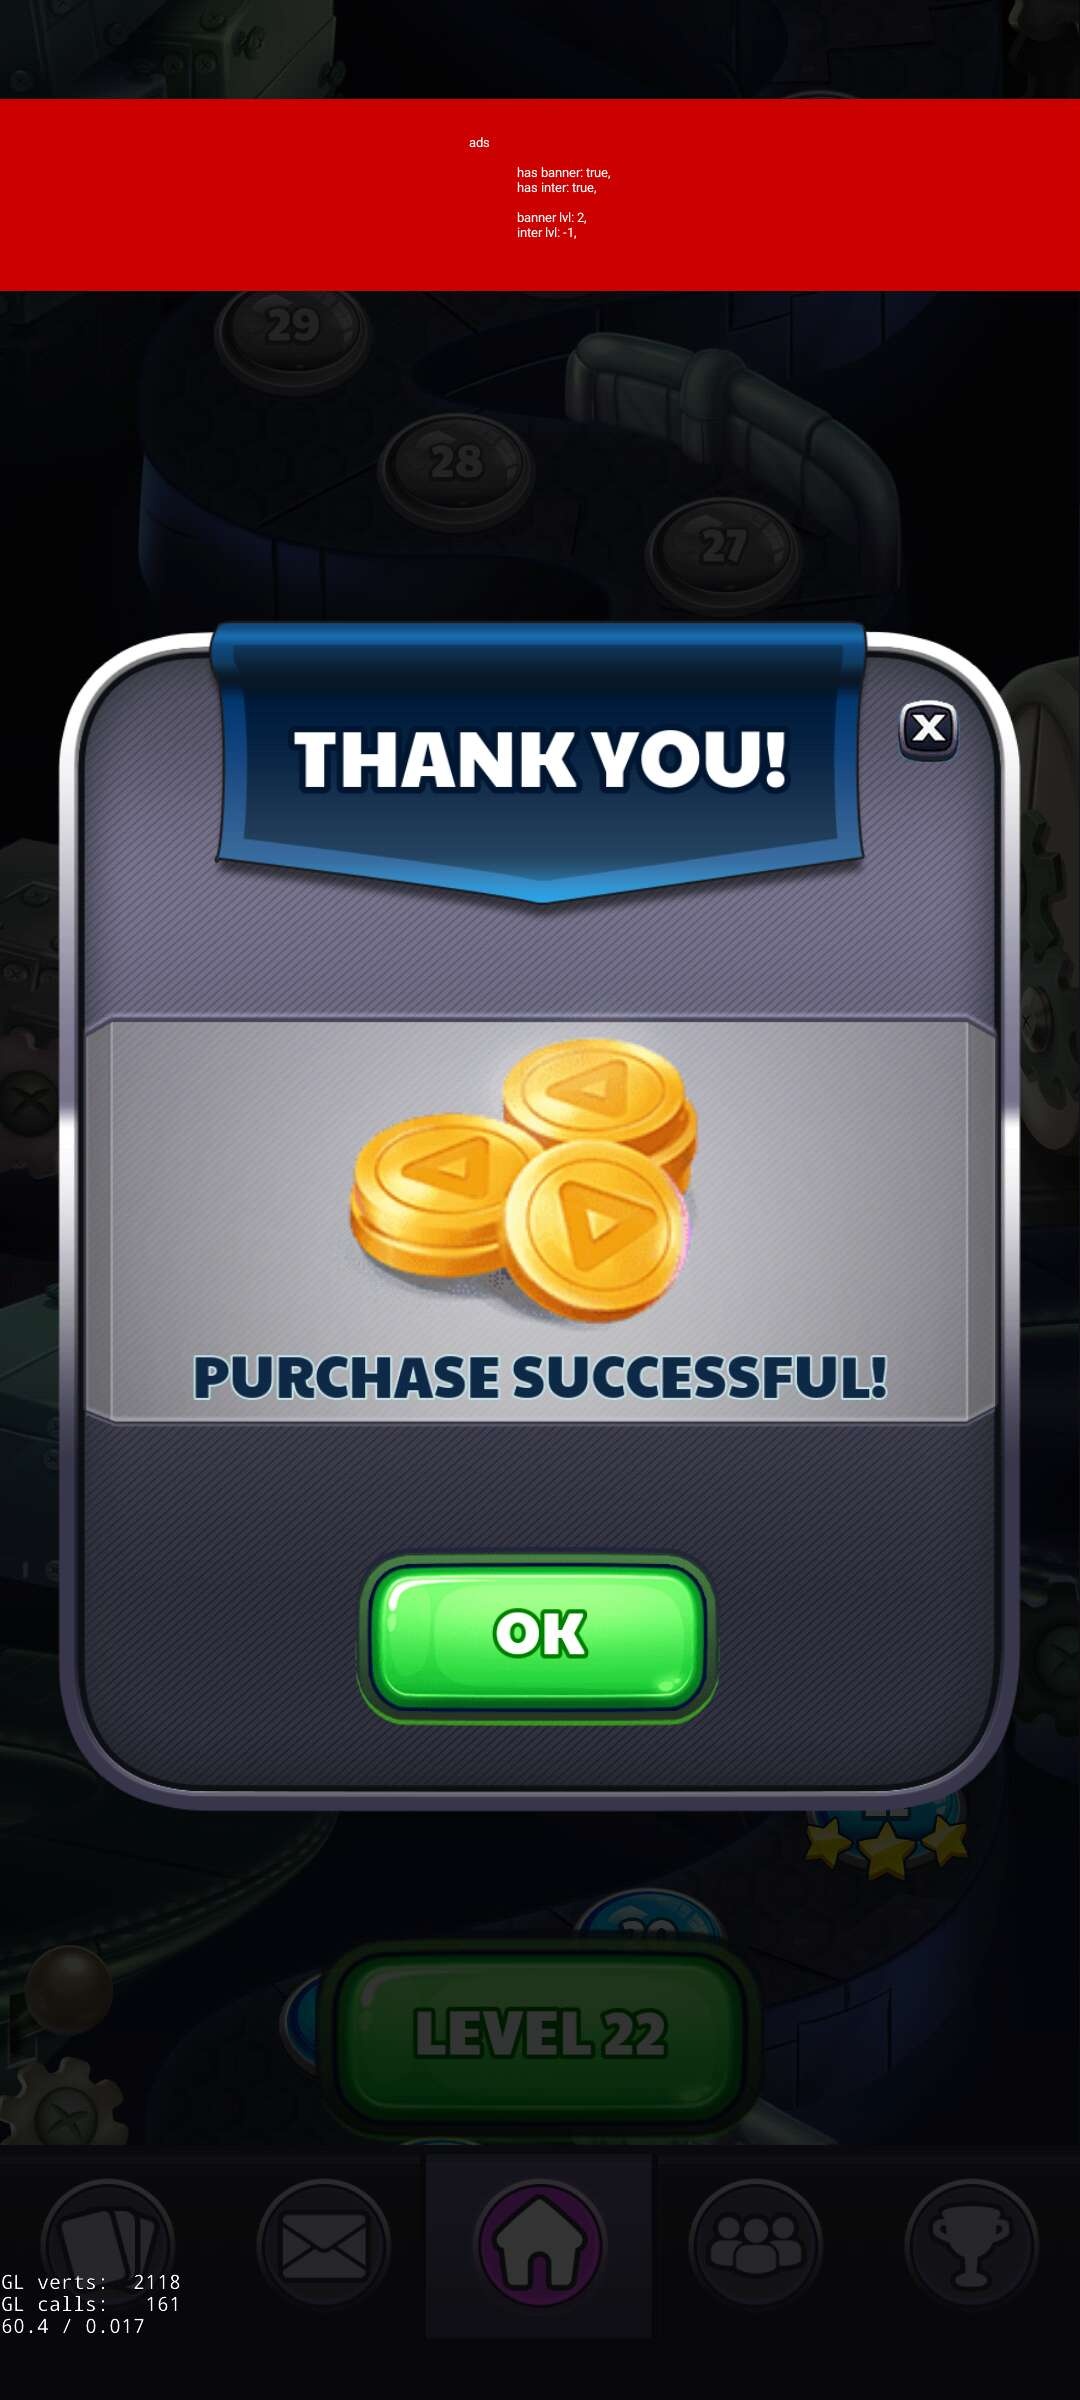 ads
has banner: true,
has inter: true,
banner lvl: 2,
inter lvl: -1,
29
28
27
THANK YOU!
X
PURCHASE SUCCESSFUL!
OK
20
LEVEL 22
GL verts: 2118
GL calls: 161
60.4 / 0.017